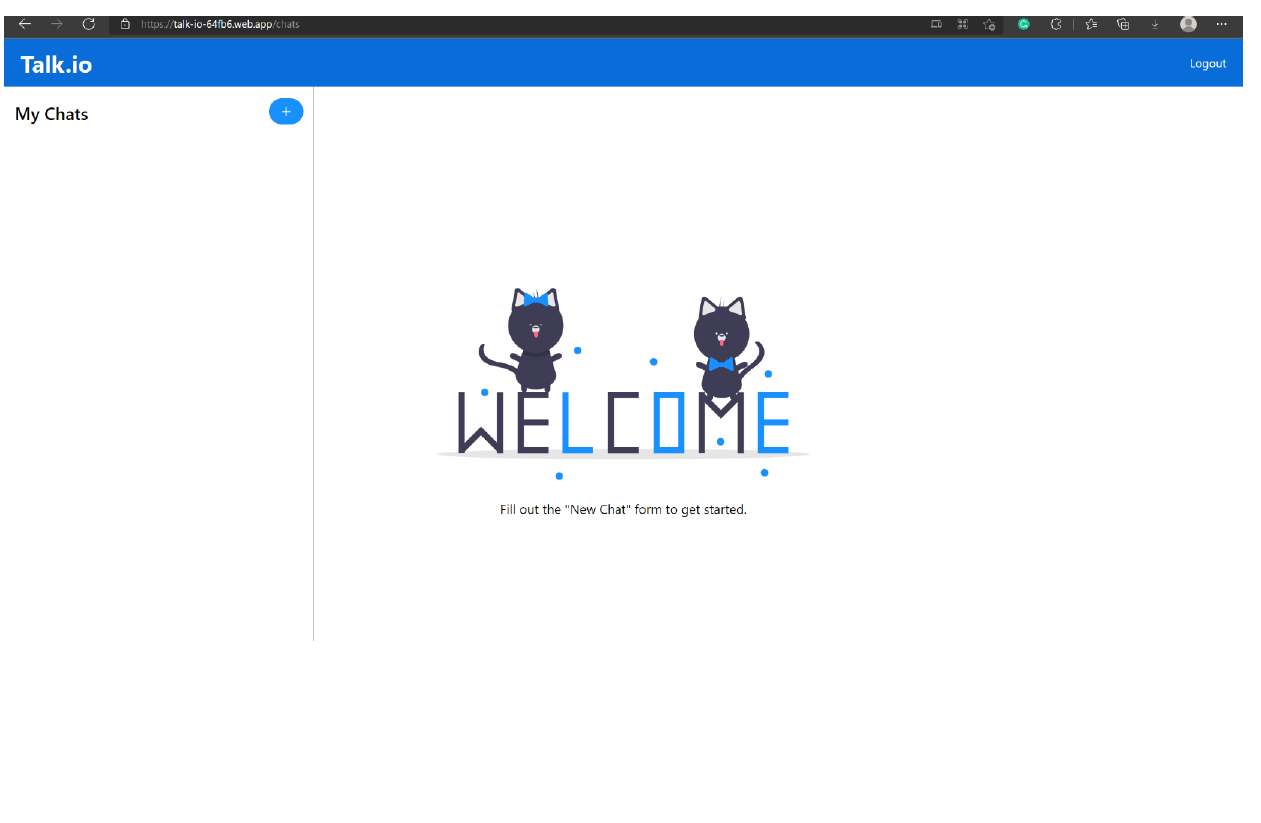 https://talk-io-64fb6.web.app/chats
Talk.io
Logout
My Chats
+
WELCOME
Fill out the "New Chat" form to get started.